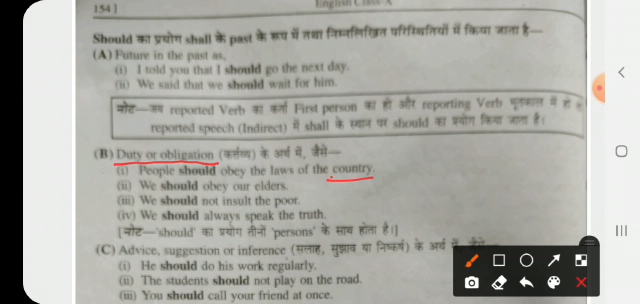 154 ]
English Class-X
Should का प्रयोग shall के past के रूप में तथा निम्नलिखित परिस्थितियों में किया जाता है—
(A) Future in the past as,
(i) I told you that I should go the next day.
(ii) We said that we should wait for him.
नोट—जब reported Verb का कर्ता First person का हो और reporting Verb भूतकाल में हो
reported speech (Indirect) में shall के स्थान पर should का प्रयोग किया जाता है।
(B) Duty or obligation (कर्त्तव्य) के अर्थ में, जैसे—
(i) People should obey the laws of the country.
(ii) We should obey our elders.
(iii) We should not insult the poor.
(iv) We should always speak the truth.
[नोट—'should' का प्रयोग तीनों 'persons' के साथ होता है।]
(C) Advice, suggestion or inference (सलाह, सुझाव या निष्कर्ष) के अर्थ में, जैसे—
(i) He should do his work regularly.
(ii) The students should not play on the road.
(iii) You should call your friend at once.